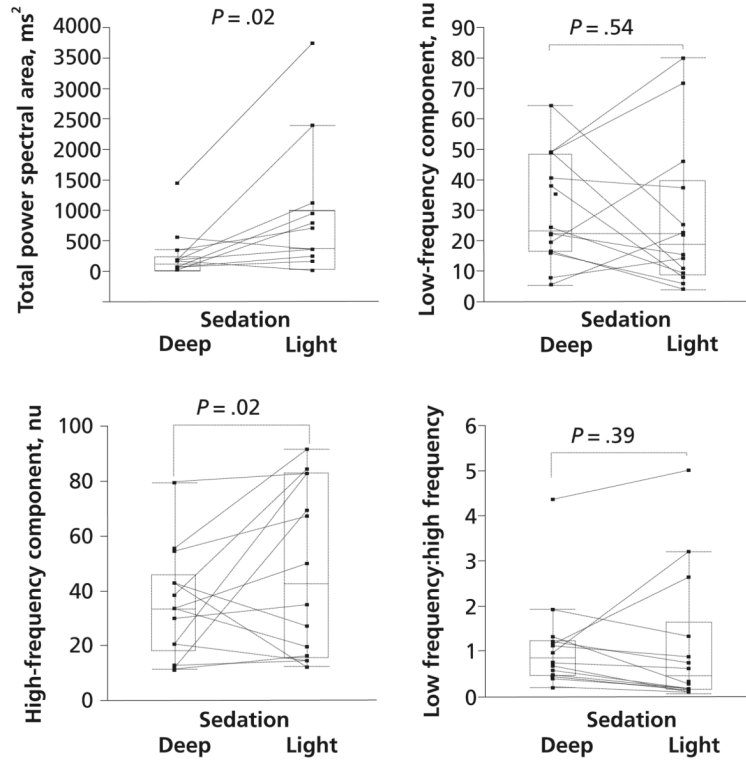 Total power spectral area, ms²
P = .02
4000
3500
3000
2500
2000
1500
1000
500
0
Sedation
Deep Light
Low-frequency component, nu
P = .54
90
80
70
60
50
40
30
20
10
0
Sedation
Deep Light
High-frequency component, nu
P = .02
100
80
60
40
20
0
Sedation
Deep Light
Low frequency:high frequency
P = .39
6
5
4
3
2
1
0
Sedation
Deep Light